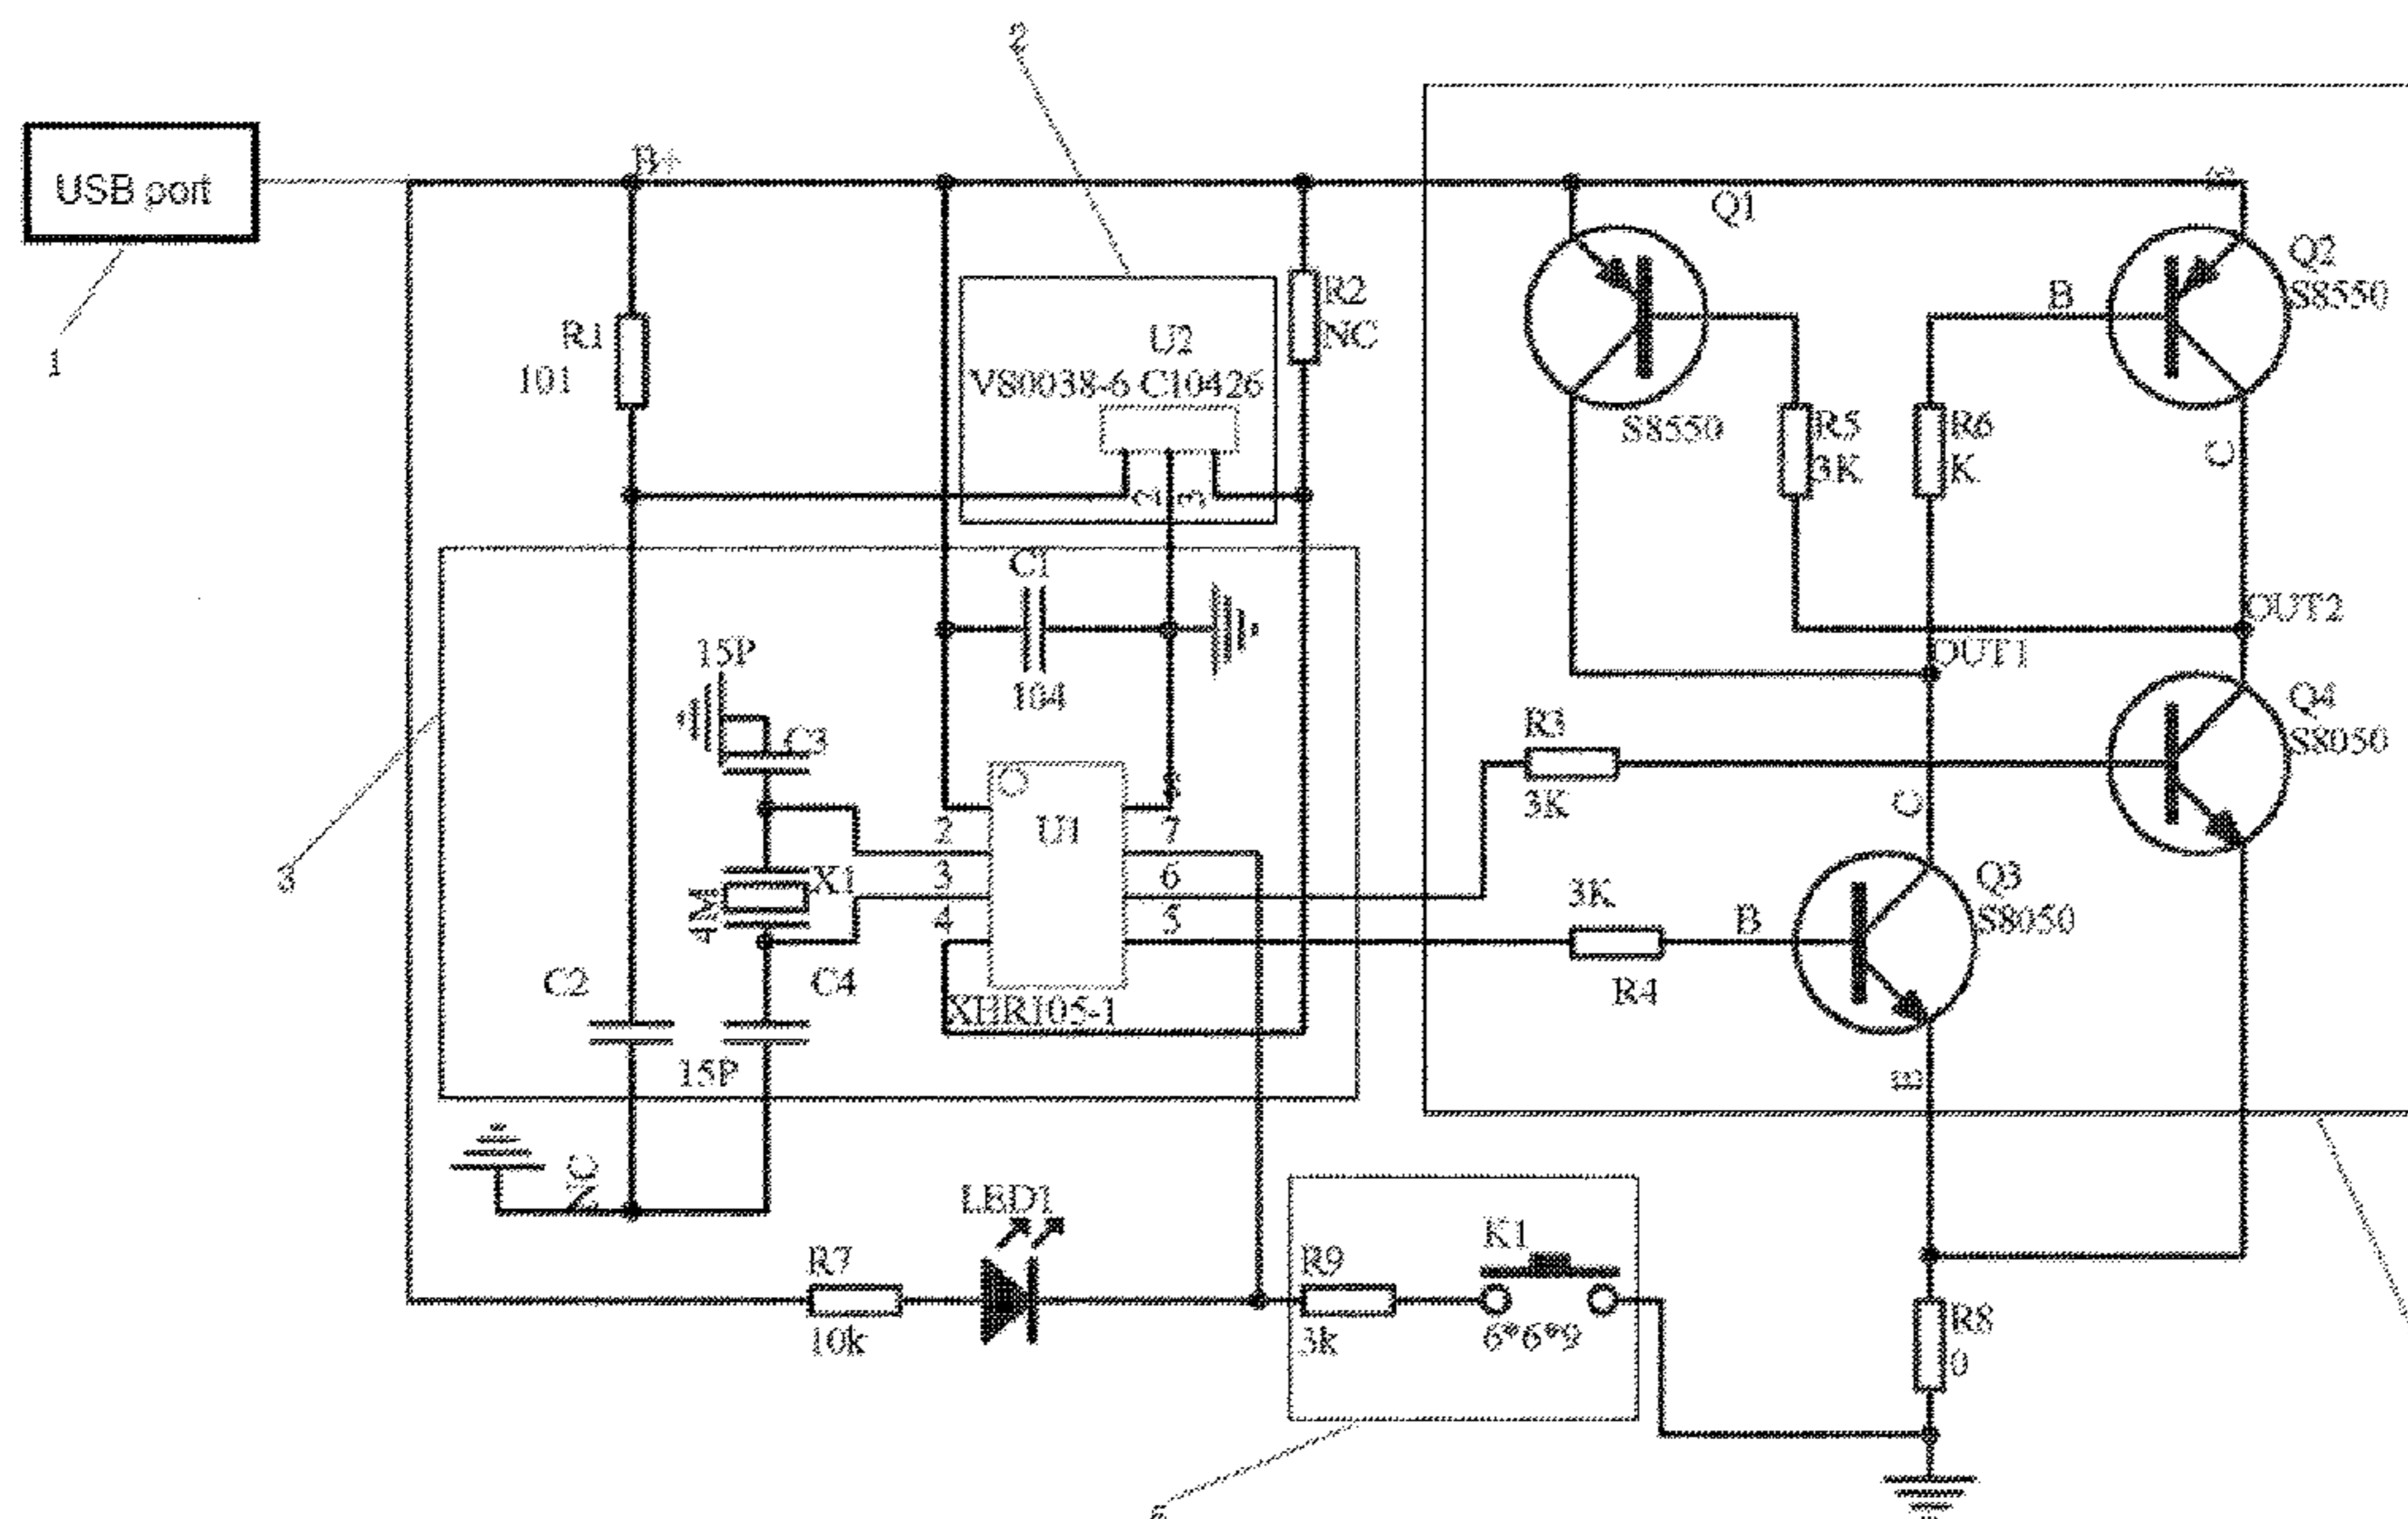 2
USB port
1
B+
E
Q1
Q2
S8550
B
R2
NC
R1
101
U2
VS0038-6 C10426
S8550
R5
3K
R6
K
C
2
3
C1
104
OUT2
OUT1
15P
C3
R3
3K
Q4
S8050
C
3
2
3
4
U1
7
6
5
X1
4M
Q3
S8050
3K
B
R4
C2
C4
15P
E
NC
LED1
R7
10k
R9
3k
K1
6*6*9
R8
0